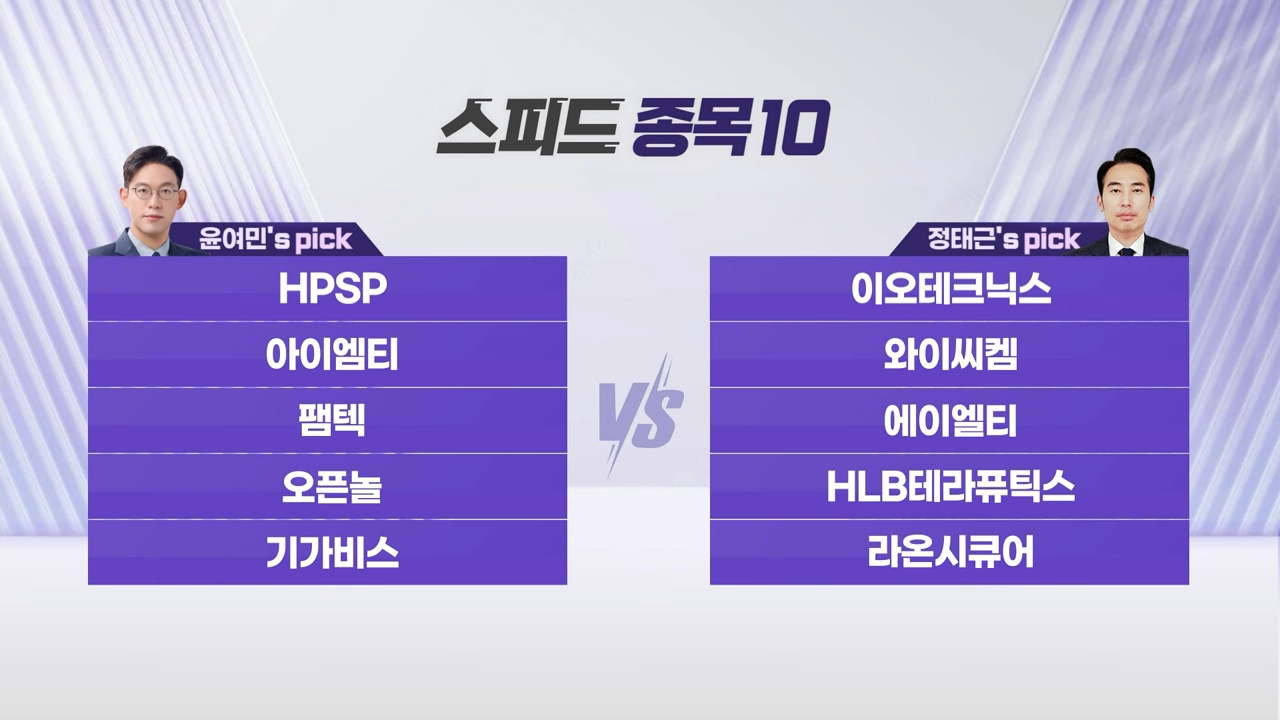 스피드 종목10
윤여민's pick
HPSP
아이엠티
팸텍
오픈놀
기가비스
VS
정태근's pick
이오테크닉스
와이씨켐
에이엘티
HLB테라퓨틱스
라온시큐어